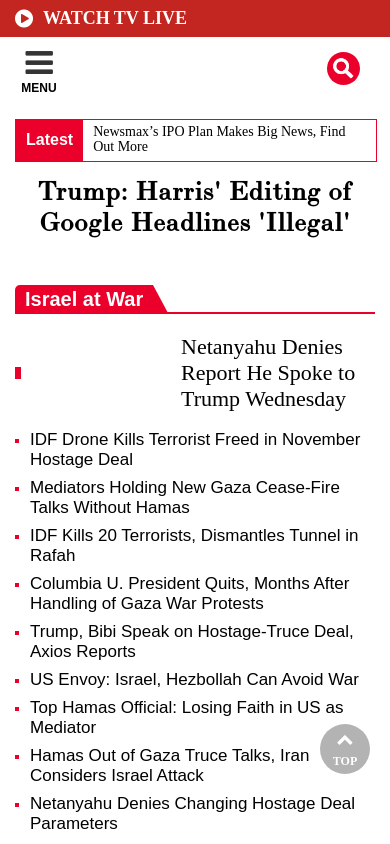 WATCH TV LIVE
MENU
Latest
Newsmax’s IPO Plan Makes Big News, Find
Out More
Trump: Harris' Editing of
Google Headlines 'Illegal'
Israel at War
Netanyahu Denies
Report He Spoke to
Trump Wednesday
IDF Drone Kills Terrorist Freed in November
Hostage Deal
Mediators Holding New Gaza Cease-Fire
Talks Without Hamas
IDF Kills 20 Terrorists, Dismantles Tunnel in
Rafah
Columbia U. President Quits, Months After
Handling of Gaza War Protests
Trump, Bibi Speak on Hostage-Truce Deal,
Axios Reports
US Envoy: Israel, Hezbollah Can Avoid War
Top Hamas Official: Losing Faith in US as
Mediator
Hamas Out of Gaza Truce Talks, Iran
Considers Israel Attack
TOP
Netanyahu Denies Changing Hostage Deal
Parameters